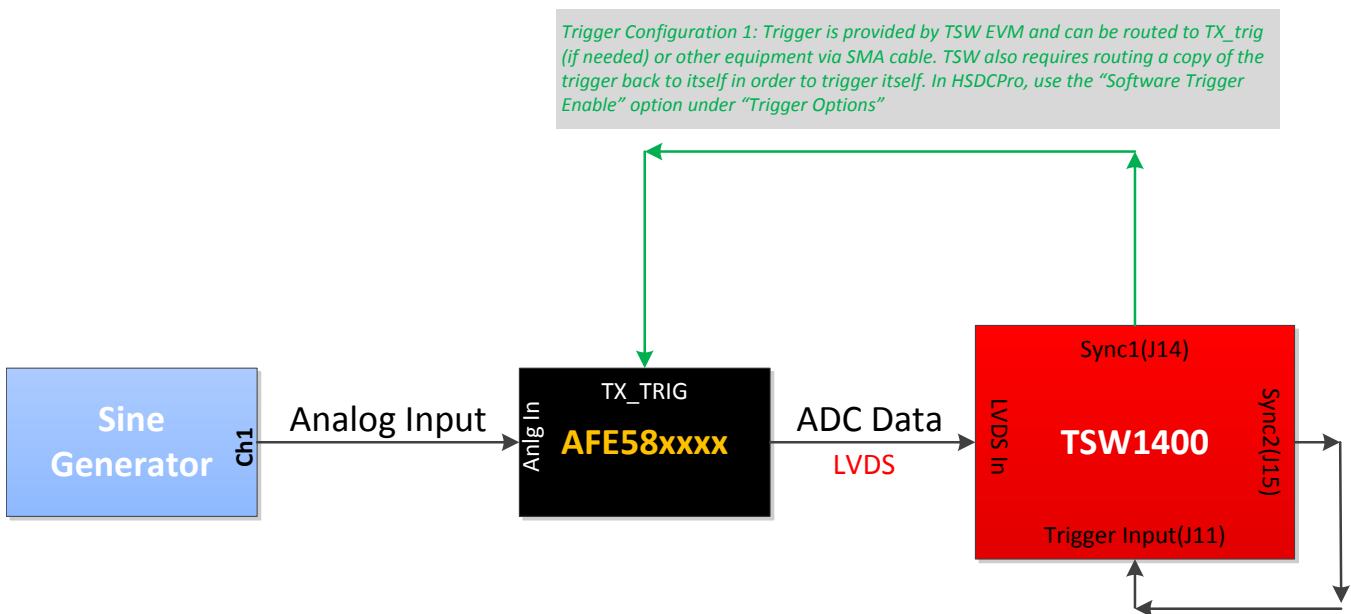 Trigger Configuration 1: Trigger is provided by TSW EVM and can be routed to TX_trig
(if needed) or other equipment via SMA cable. TSW also requires routing a copy of the
trigger back to itself in order to trigger itself. In HSDCPro, use the “Software Trigger
Enable” option under “Trigger Options”
Sine
Generator
Ch1
Analog Input
Anlg In
TX_TRIG
AFE58xxxx
ADC Data
LVDS
LVDS In
Sync1(J14)
TSW1400
Sync2(J15)
Trigger Input(J11)